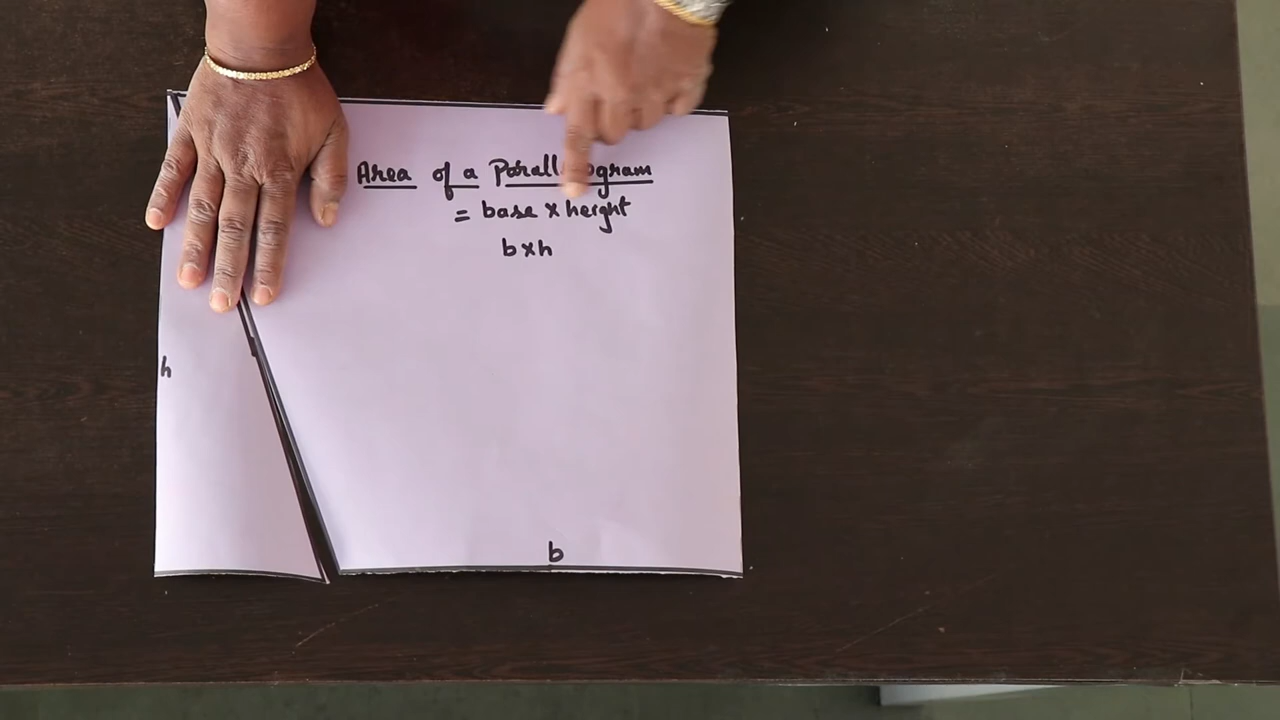 Area of a Parallelogram
= base × height
b×h
h
b